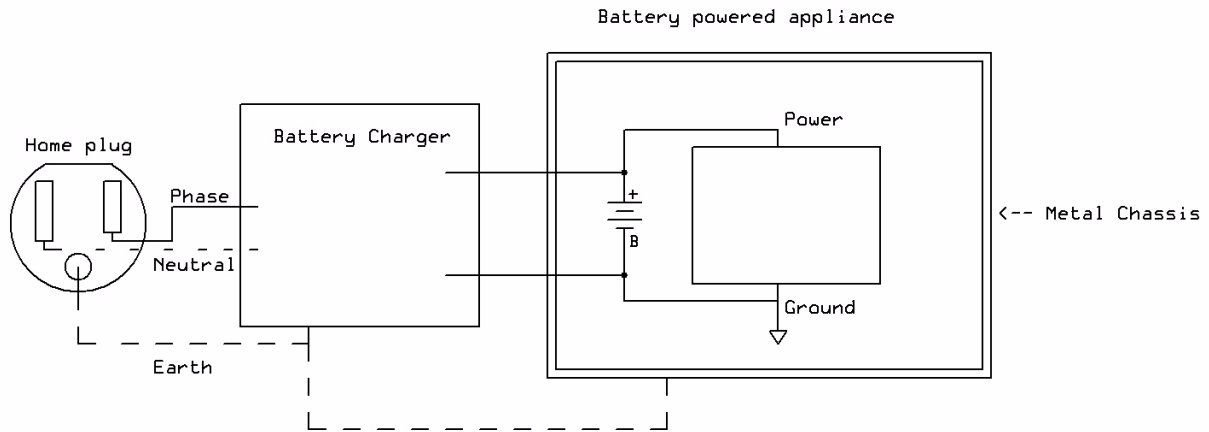 Battery powered appliance
Home plug
Battery Charger
Power
Phase
+
B
<-- Metal Chassis
Neutral
Ground
Earth